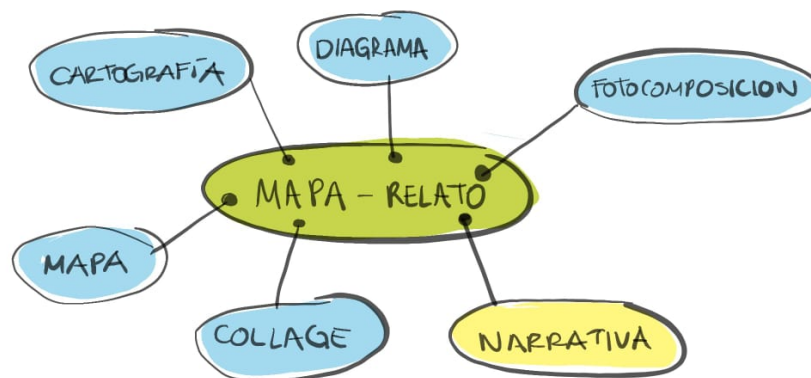 DIAGRAMA
CARTOGRAFÍA
FOTOCOMPOSICION
MAPA - RELATO
MAPA
COLLAGE
NARRATIVA